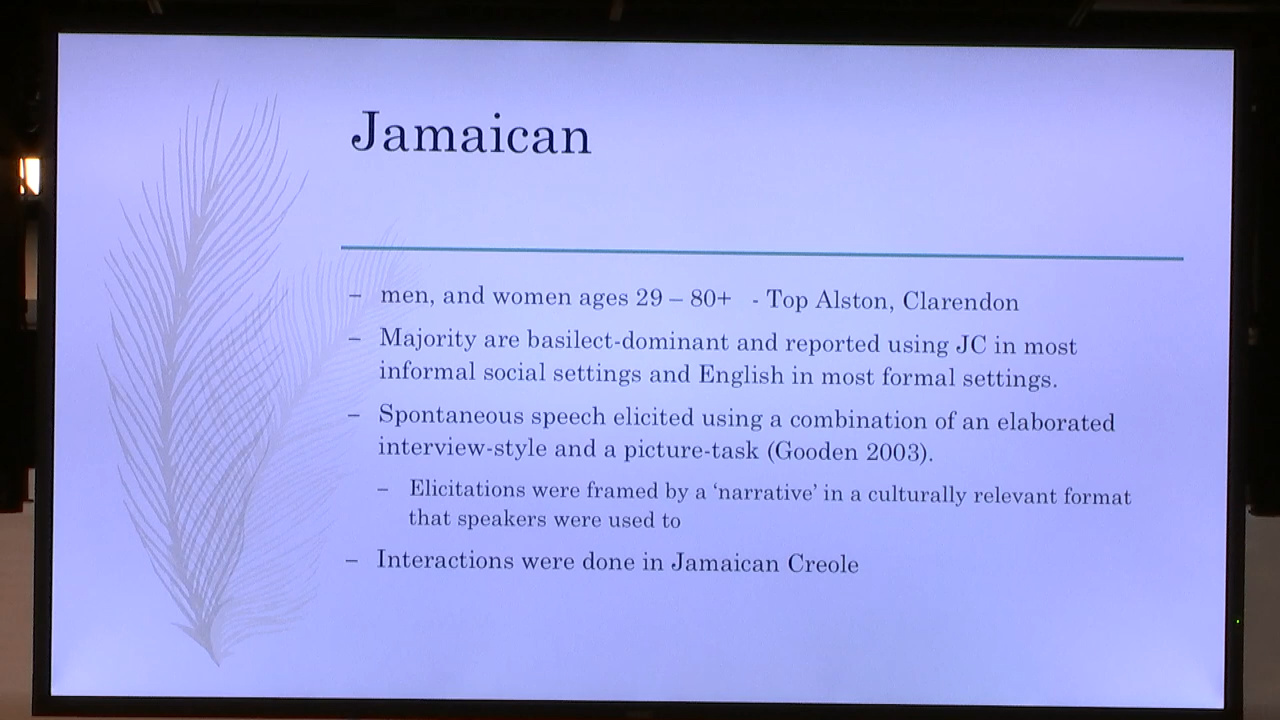 Jamaican
– men, and women ages 29 – 80+ - Top Alston, Clarendon
– Majority are basilect-dominant and reported using JC in most
informal social settings and English in most formal settings.
– Spontaneous speech elicited using a combination of an elaborated
interview-style and a picture-task (Gooden 2003).
– Elicitations were framed by a ‘narrative’ in a culturally relevant format
that speakers were used to
– Interactions were done in Jamaican Creole